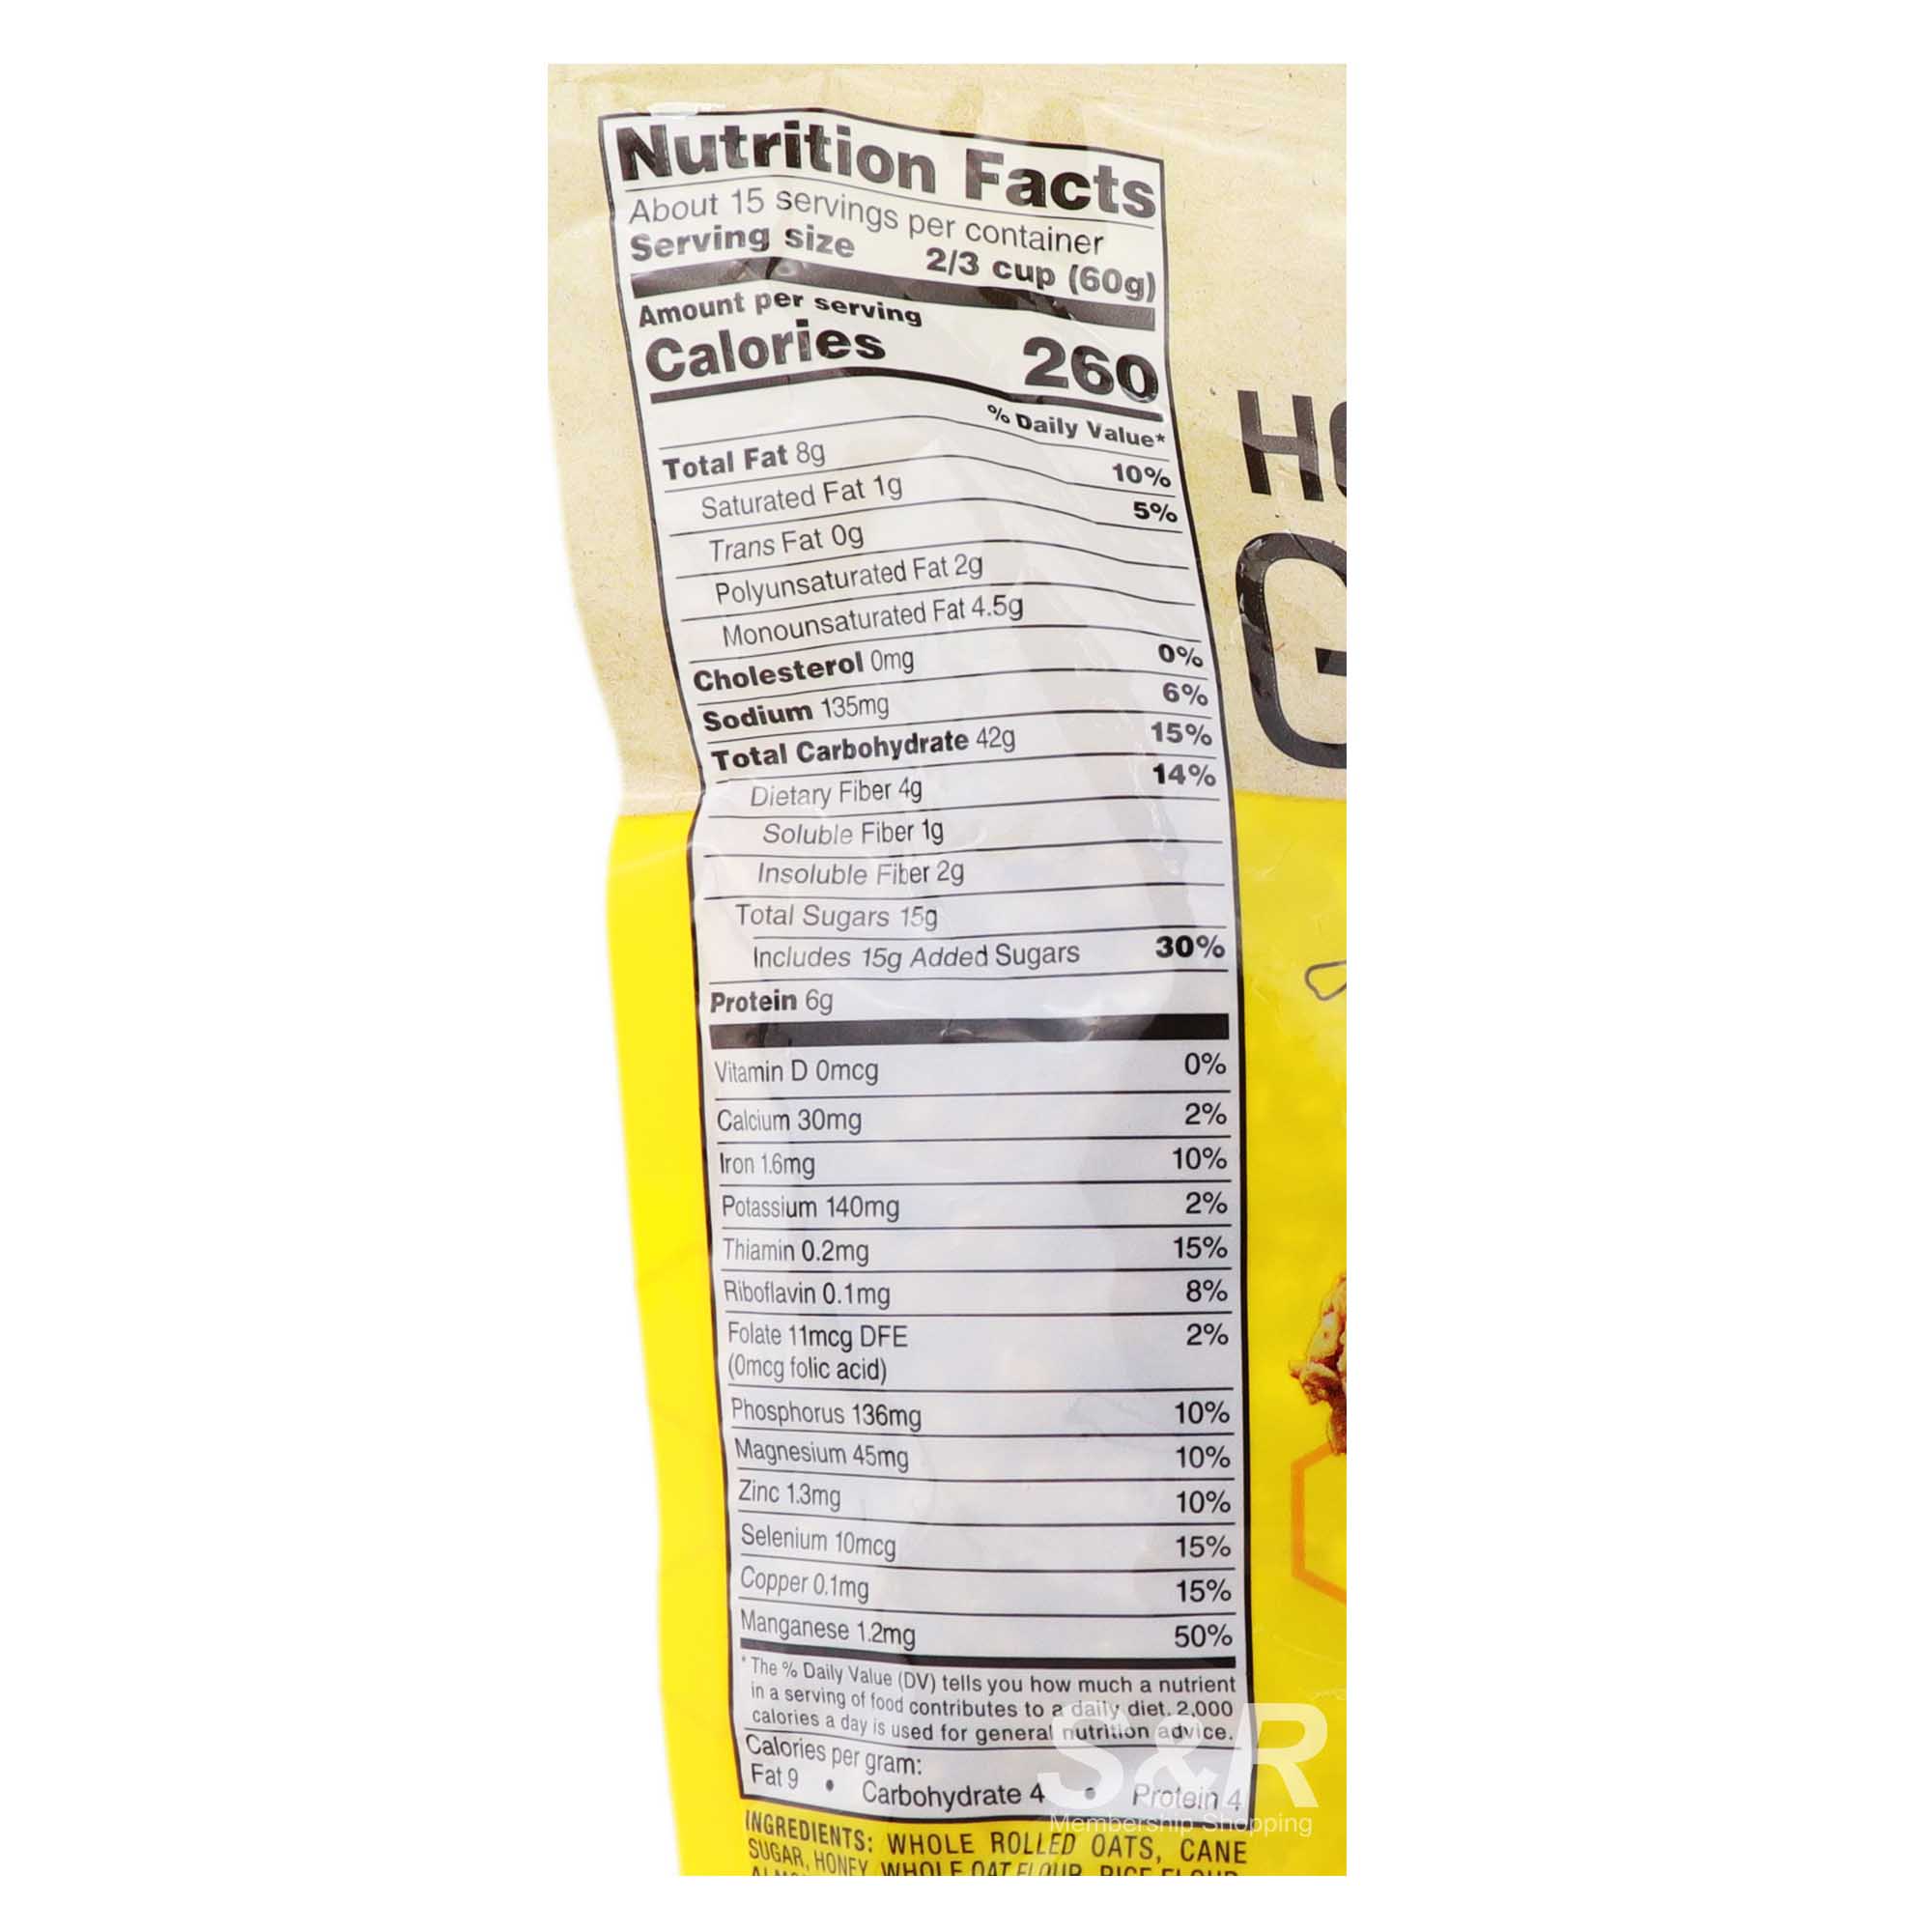 Nutrition Facts
About 15 servings per container
Serving size 2/3 cup (60g)
Amount per serving
Calories 260
% Daily Value*
Total Fat 8g 10%
Saturated Fat 1g 5%
Trans Fat 0g
Polyunsaturated Fat 2g
Monounsaturated Fat 4.5g
Cholesterol 0mg 0%
Sodium 135mg 6%
Total Carbohydrate 42g 15%
Dietary Fiber 4g 14%
Soluble Fiber 1g
Insoluble Fiber 2g
Total Sugars 15g
Includes 15g Added Sugars 30%
Protein 6g
Vitamin D 0mcg 0%
Calcium 30mg 2%
Iron 1.6mg 10%
Potassium 140mg 2%
Thiamin 0.2mg 15%
Riboflavin 0.1mg 8%
Folate 11mcg DFE 2%
(0mcg folic acid)
Phosphorus 136mg 10%
Magnesium 45mg 10%
Zinc 1.3mg 10%
Selenium 10mcg 15%
Copper 0.1mg 15%
Manganese 1.2mg 50%
*The % Daily Value (DV) tells you how much a nutrient
in a serving of food contributes to a daily diet. 2,000
calories a day is used for general nutrition advice.
Calories per gram:
Fat 9 • Carbohydrate 4 • Protein 4
INGREDIENTS: WHOLE ROLLED OATS, CANE
SUGAR, HONEY, WHOLE OAT FLOUR, RICE FLOUR
S&R
Membership Shopping